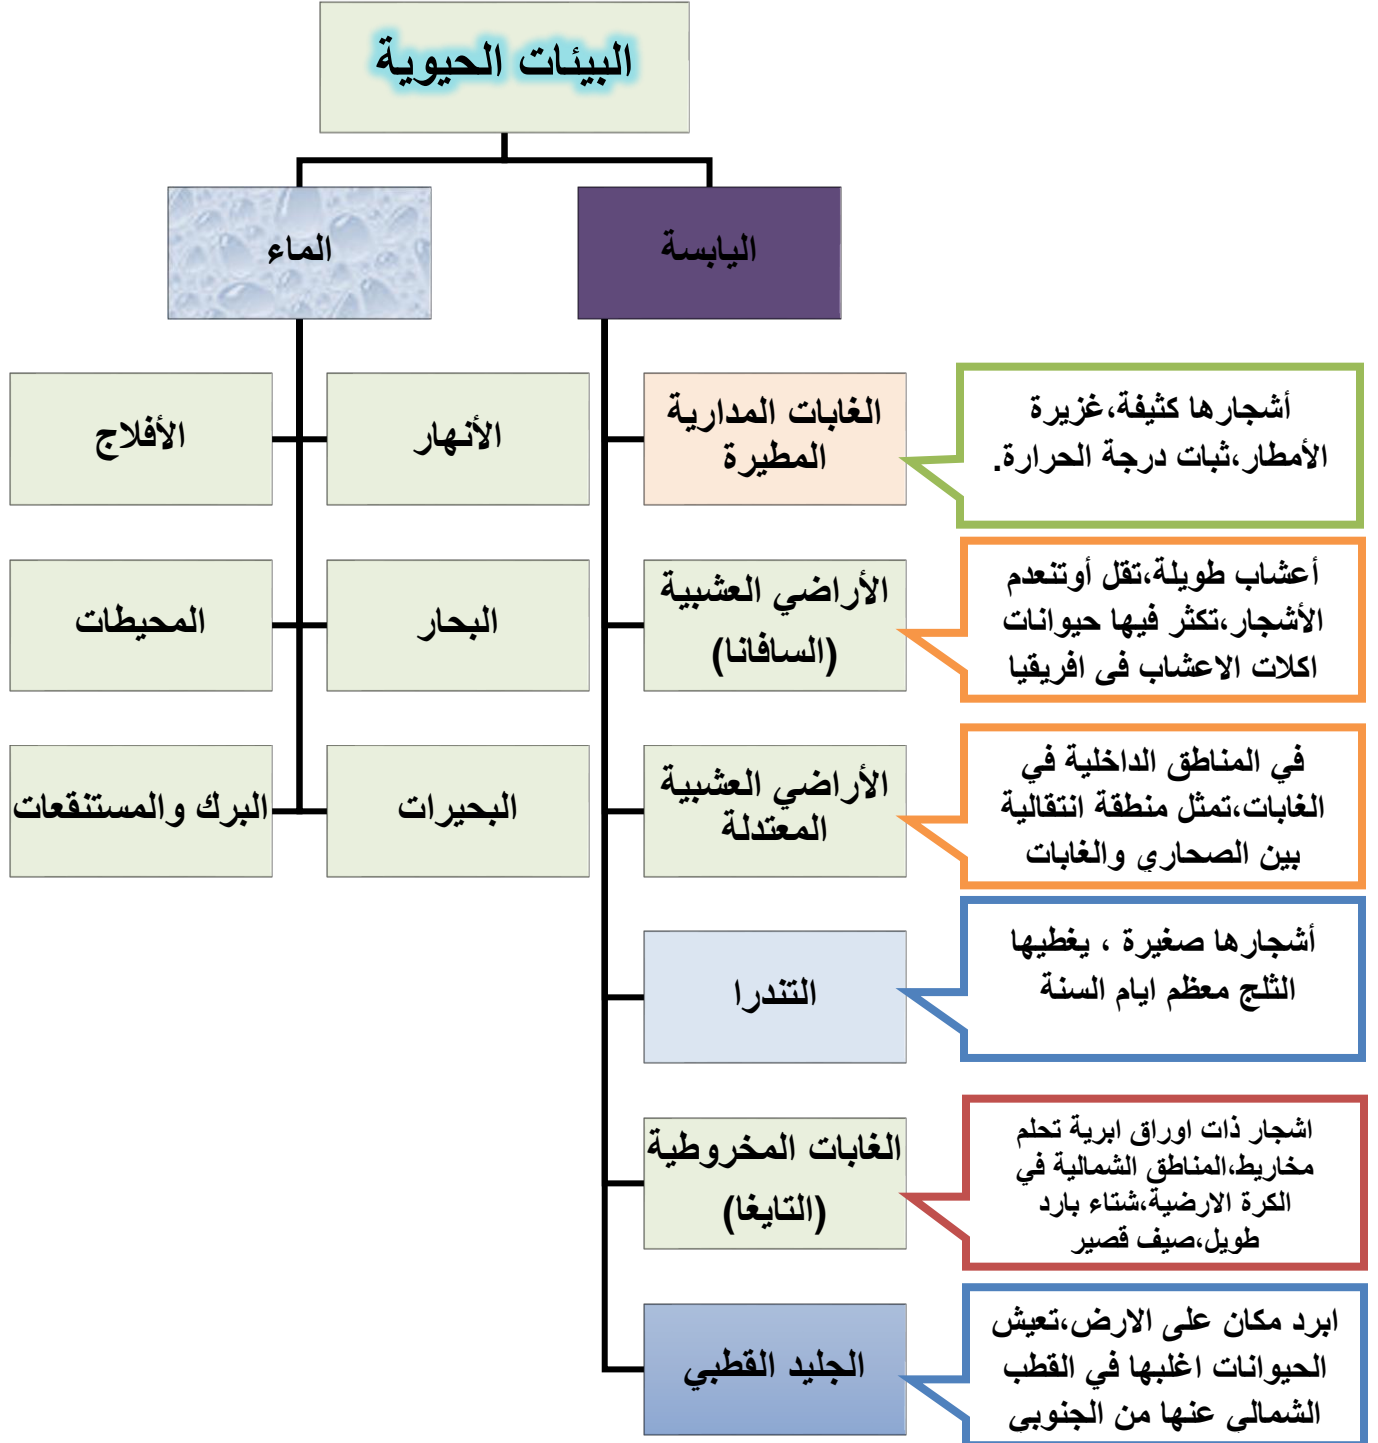 البيئات الحيوية
اليابسة
الماء
الغابات المدارية
المطيرة
أشجارها كثيفة،غزيرة
الأمطار،ثبات درجة الحرارة.
الأراضي العشبية
(السافانا)
أعشاب طويلة،تقل أوتنعدم
الأشجار،تكثر فيها حيوانات
اكلات الاعشاب فى افريقيا
الأراضي العشبية
المعتدلة
في المناطق الداخلية في
الغابات،تمثل منطقة انتقالية
بين الصحاري والغابات
التندرا
أشجارها صغيرة ، يغطيها
الثلج معظم ايام السنة
الغابات المخروطية
(التايغا)
اشجار ذات اوراق ابرية تحلم
مخاريط،المناطق الشمالية في
الكرة الارضية،شتاء بارد
طويل،صيف قصير
الجليد القطبي
ابرد مكان على الارض،تعيش
الحيوانات اغلبها في القطب
الشمالى عنها من الجنوبى
الأنهار
الأفلاج
البحار
المحيطات
البحيرات
البرك والمستنقعات